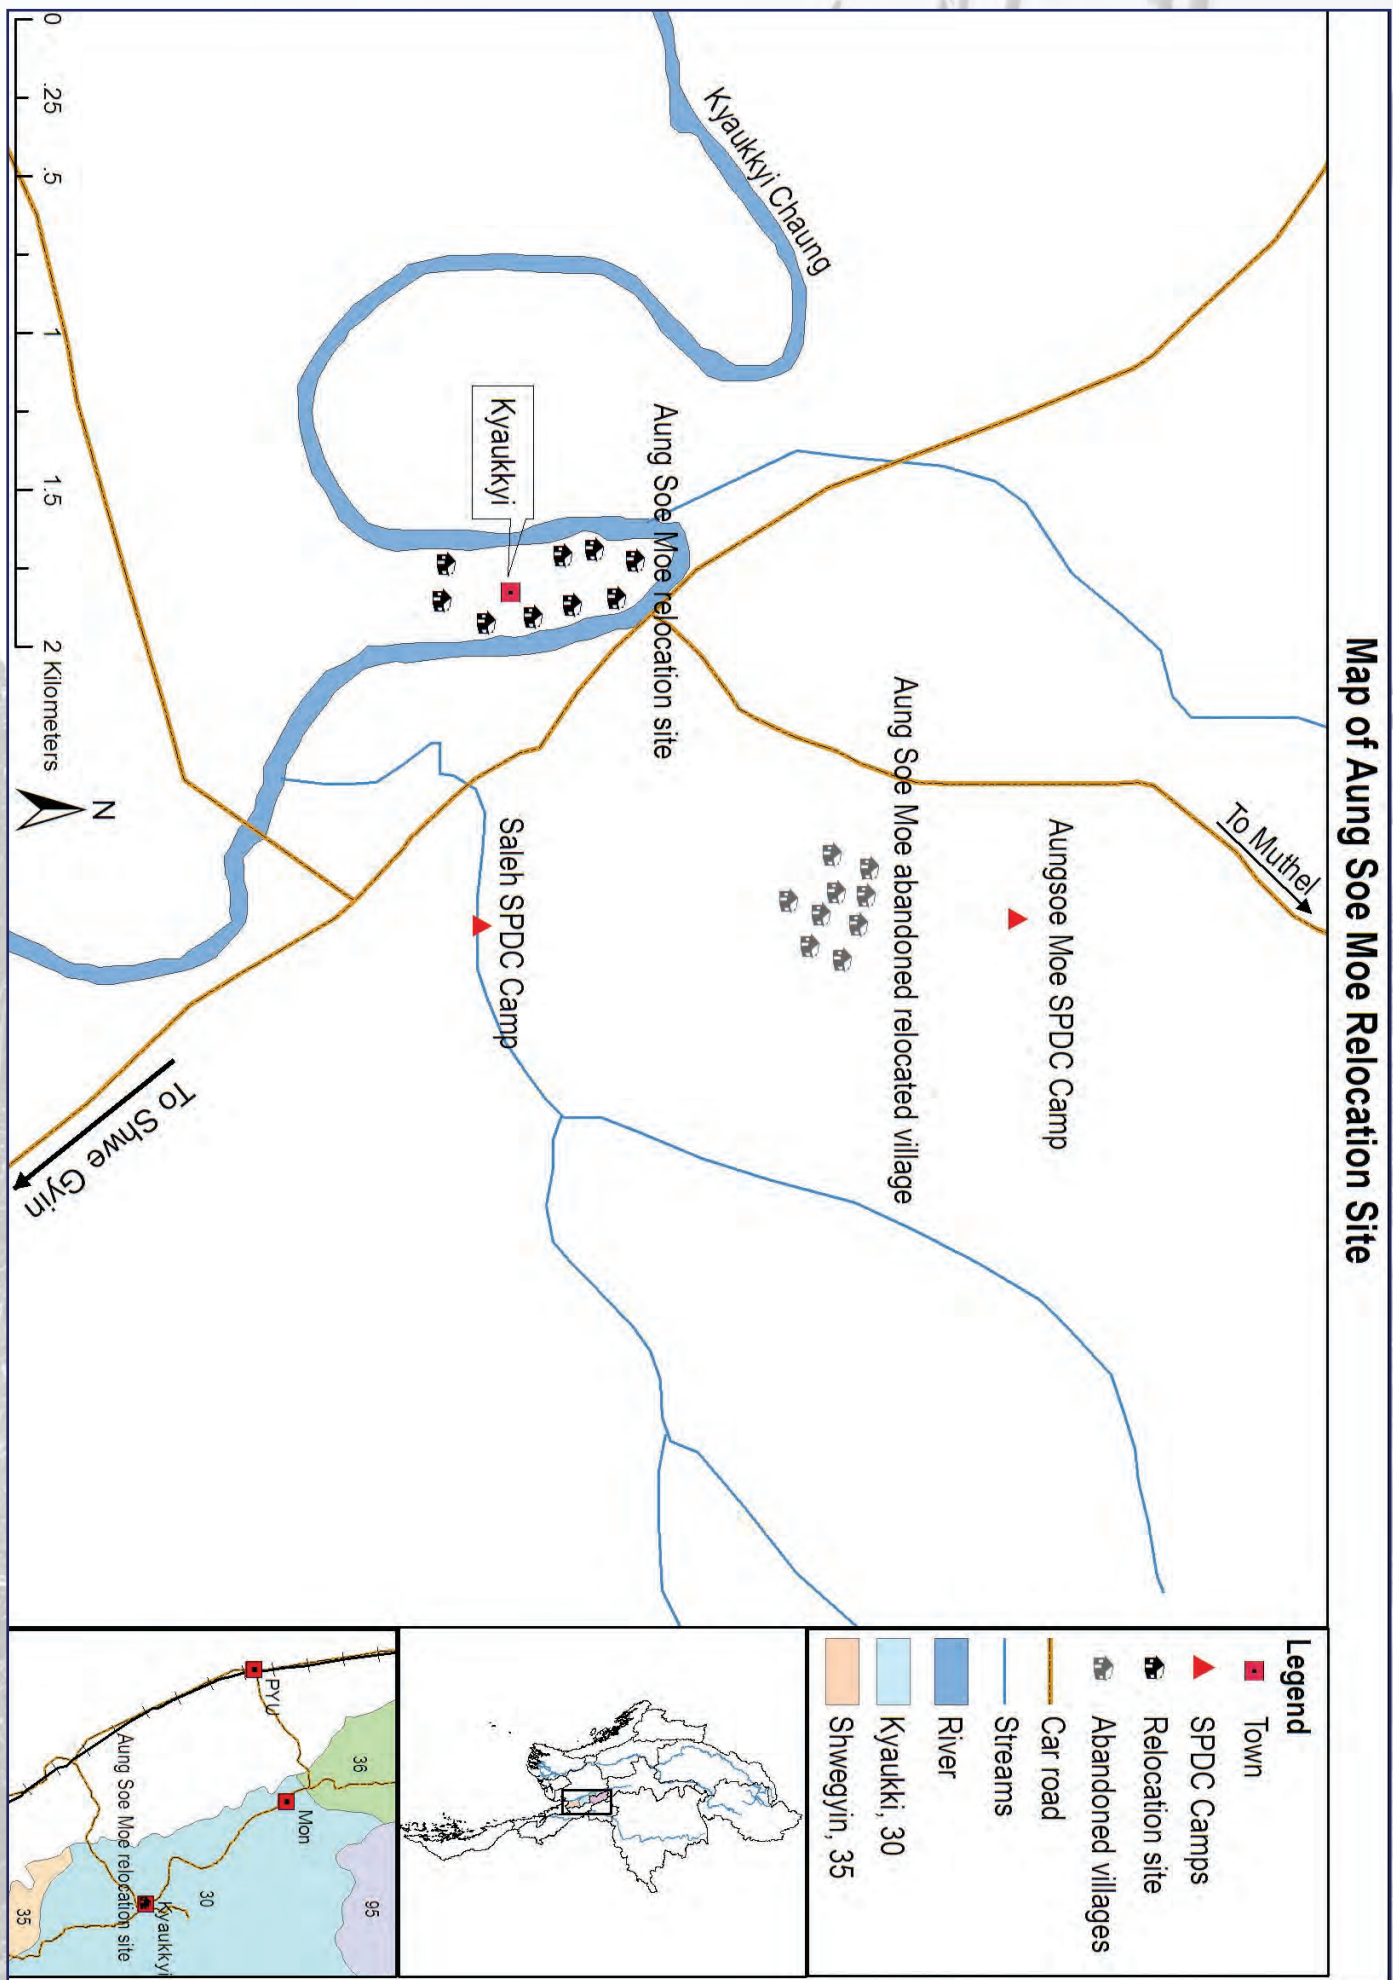 Map of Aung Soe Moe Relocation Site
Kyaukkyi Chaung
To Muthel
Aungsoe Moe SPDC Camp
Aung Soe Moe abandoned relocated village
Aung Soe Moe relocation site
Kyaukkyi
Saleh SPDC Camp
To Shwe Gyin
N
0 .25 .5 1 1.5 2 Kilometers
Legend
Town
SPDC Camps
Relocation site
Abandoned villages
Car road
Streams
River
Kyaukki, 30
Shwegyin, 35
36
95
PYU
Mon
30
Kyaukkyi
Aung Soe Moe relocation site
35